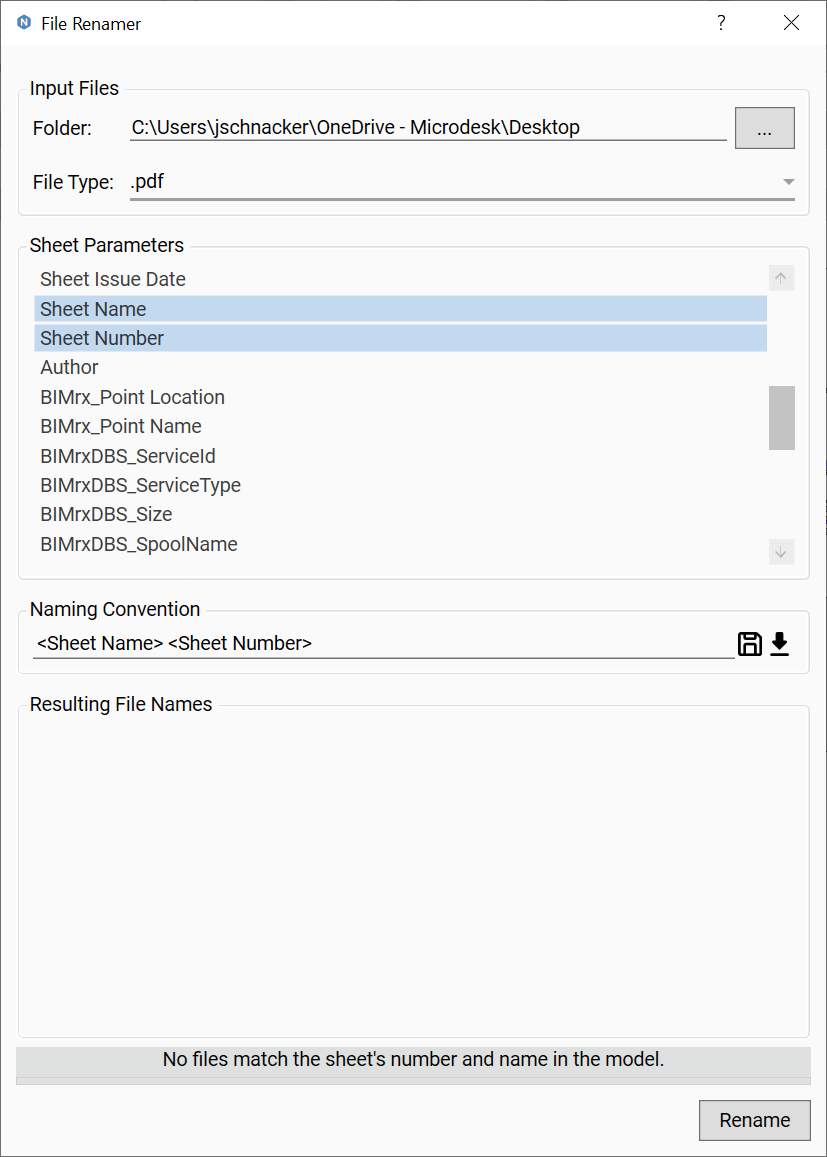 File Renamer
?
Input Files
Folder: C:\Users\jschnacker\OneDrive - Microdesk\Desktop ...
File Type: .pdf
Sheet Parameters
Sheet Issue Date
Sheet Name
Sheet Number
Author
BIMrx_Point Location
BIMrx_Point Name
BIMrxDBS_ServiceId
BIMrxDBS_ServiceType
BIMrxDBS_Size
BIMrxDBS_SpoolName
Naming Convention
<Sheet Name> <Sheet Number>
Resulting File Names
No files match the sheet's number and name in the model.
Rename